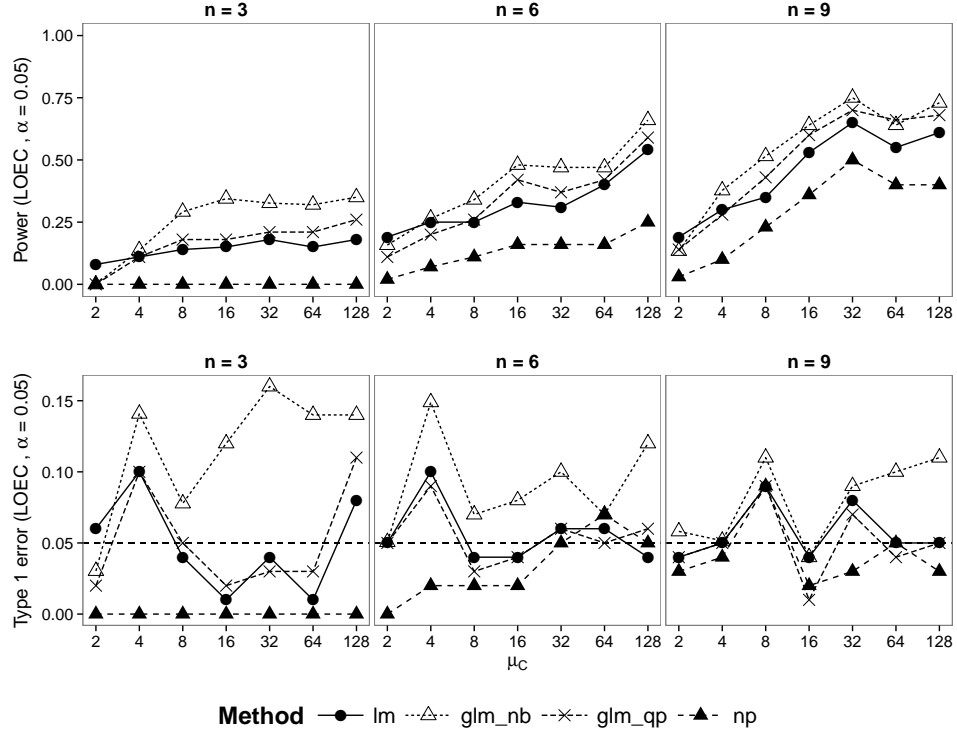 n = 3
n = 6
n = 9
Power (LOEC , α = 0.05)
1.00
0.75
0.50
0.25
0.00
2 4 8 16 32 64 128
2 4 8 16 32 64 128
2 4 8 16 32 64 128
n = 3
n = 6
n = 9
Type 1 error (LOEC , α = 0.05)
0.15
0.10
0.05
0.00
2 4 8 16 32 64 128
2 4 8 16 32 64 128
2 4 8 16 32 64 128
μC
Method lm glm_nb glm_qp np